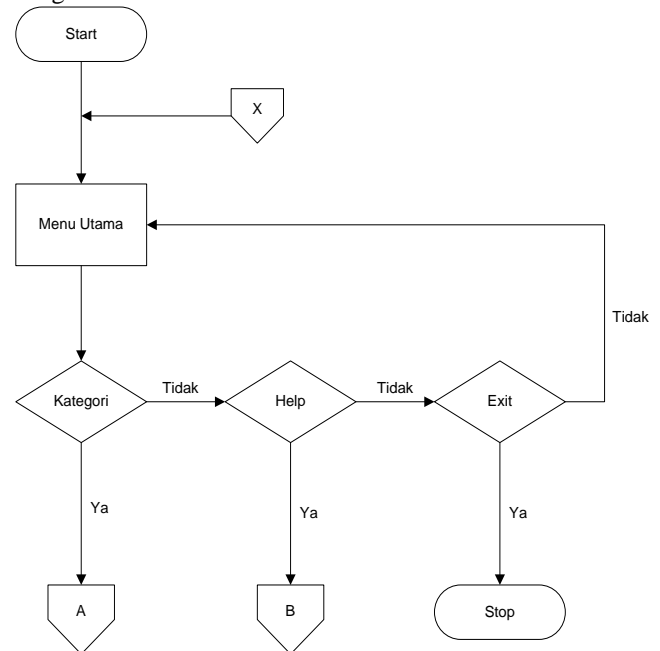 Start
X
Menu Utama
Tidak
Kategori
Tidak
Help
Tidak
Exit
Ya
Ya
Ya
A
B
Stop